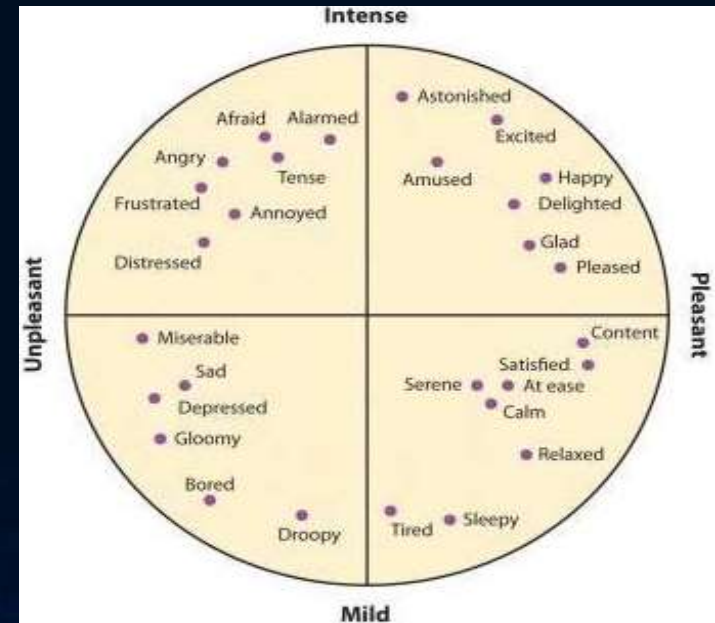 Intense
Astonished
Afraid Alarmed
Excited
Angry
Tense
Amused
Happy
Frustrated
Annoyed
Delighted
Glad
Distressed
Pleased
Unpleasant
Pleasant
Miserable
Content
Sad
Satisfied
Serene
At ease
Depressed
Calm
Gloomy
Relaxed
Bored
Droopy
Tired
Sleepy
Mild